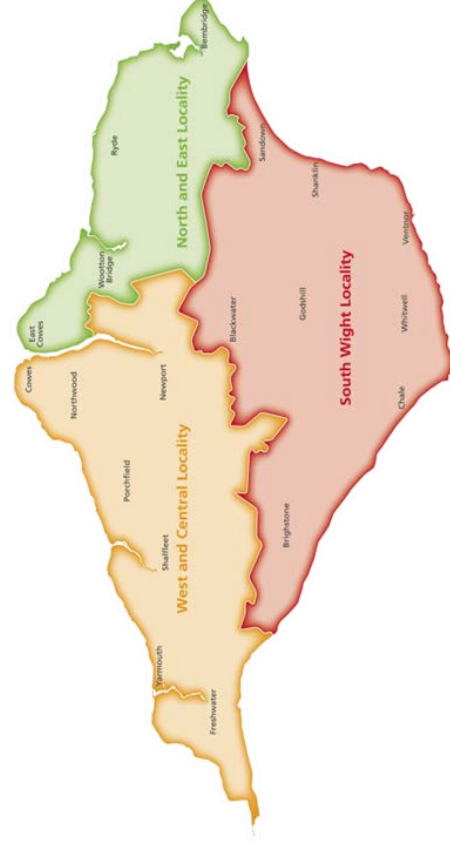 Cowes
East
Cowes
Northwood
Ryde
Bembridge
Wootton
Bridge
Newport
Porchfield
Shalfleet
Yarmouth
Freshwater
West and Central Locality
North and East Locality
Sandown
Shanklin
Blackwater
Godshill
Brighstone
South Wight Locality
Ventnor
Whitwell
Chale